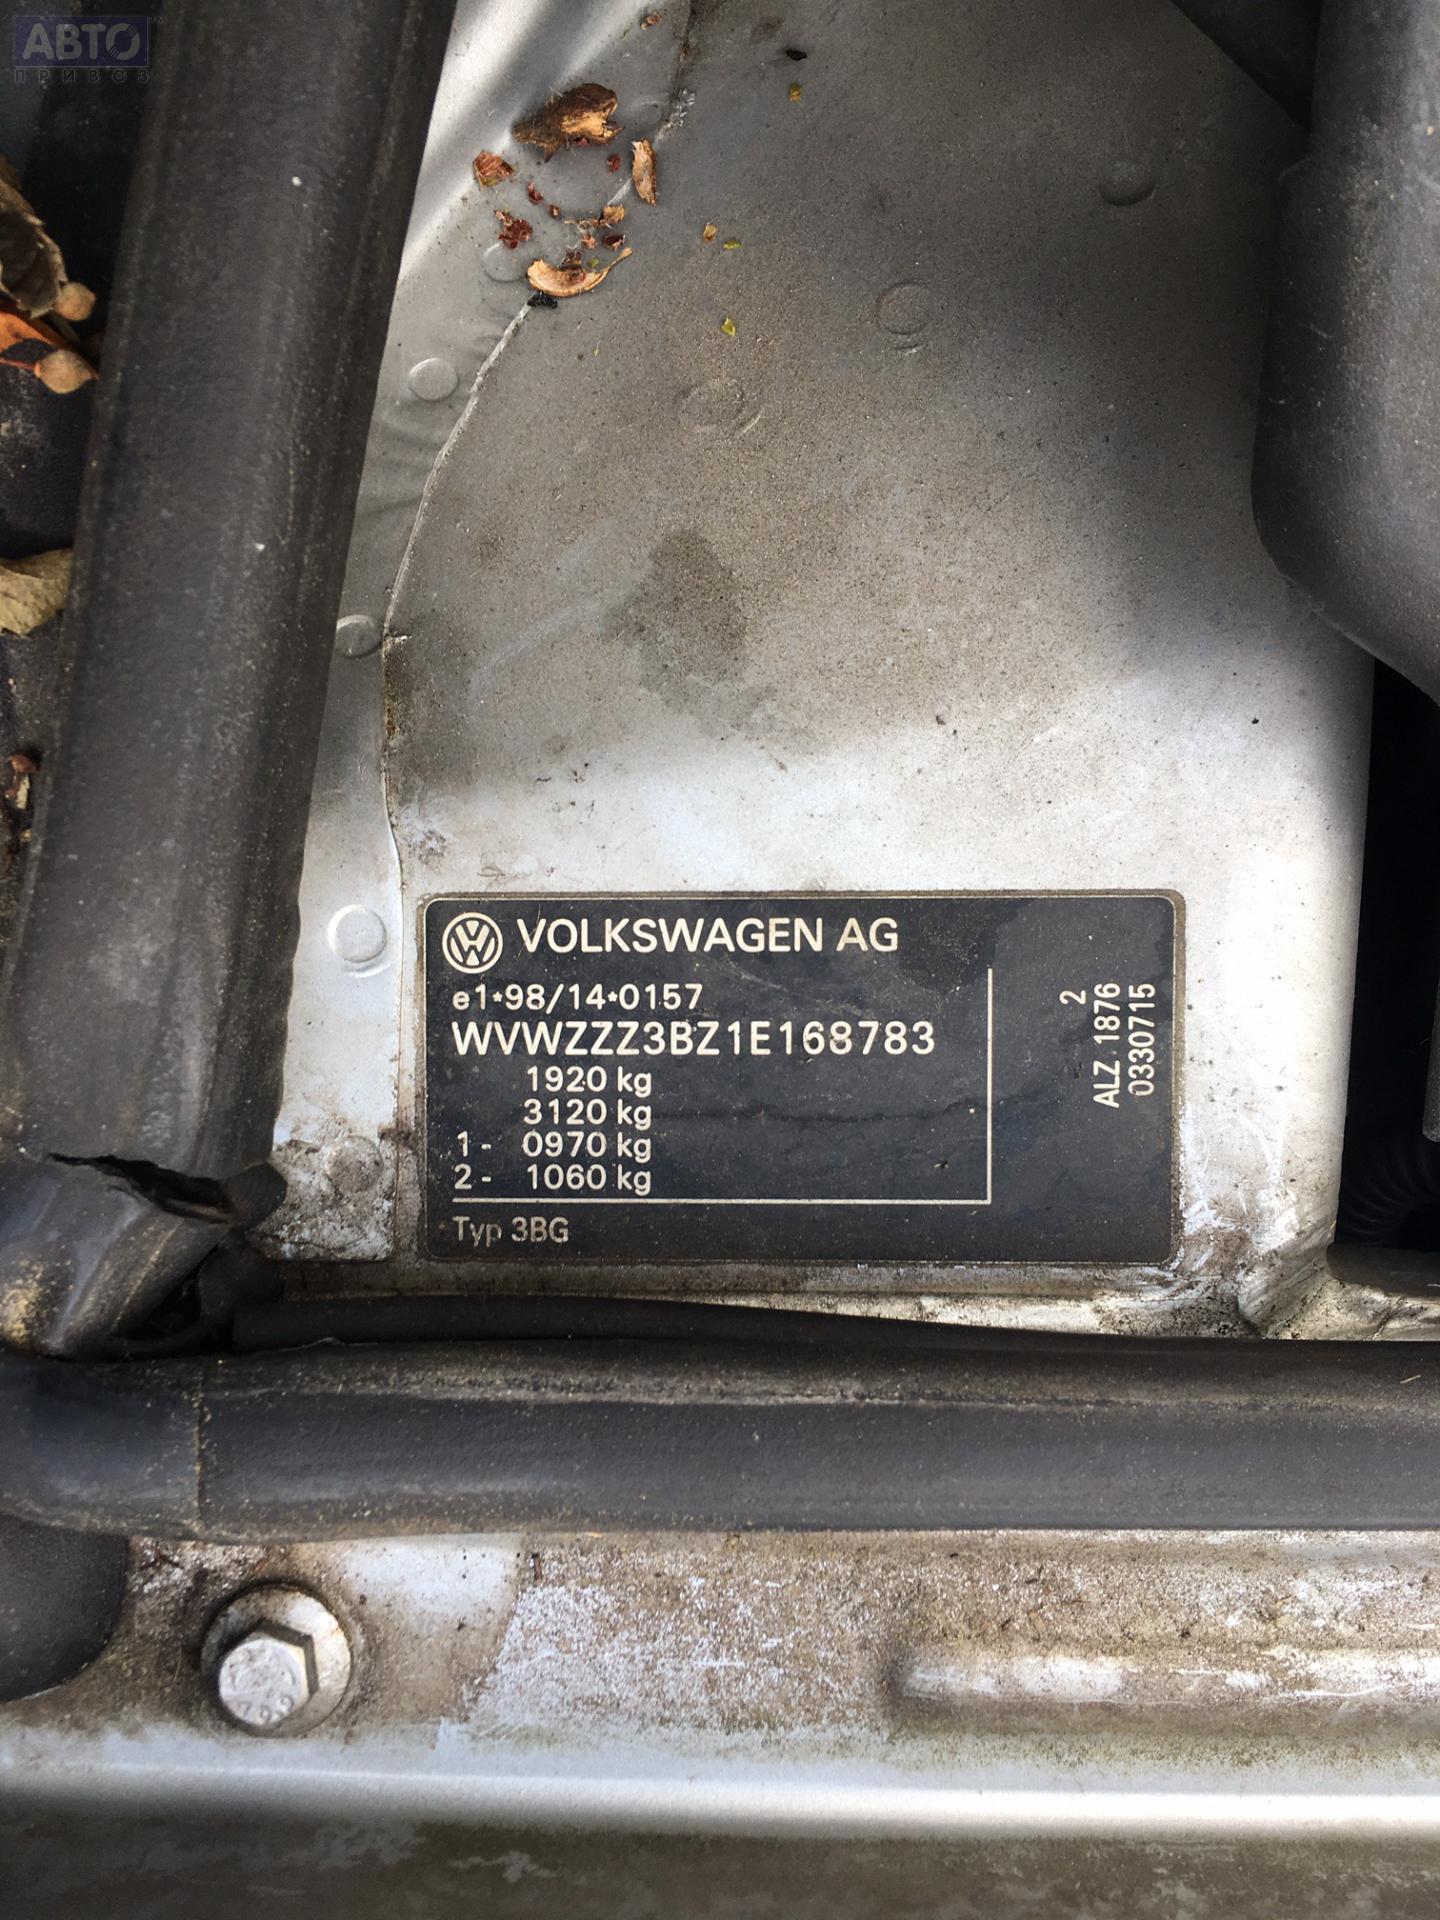 АВТО
ПРИВОЗ
VOLKSWAGEN AG
e1*98/14*0157
WVWZZZ3BZ1E168783
1920 kg
3120 kg
1- 0970 kg
2- 1060 kg
Typ 3BG
2
ALZ 1876
0330715